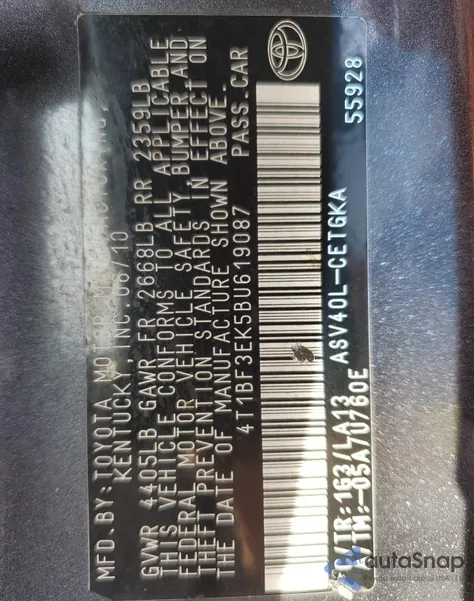 MFD.BY:TOYOTA MOTOR
KENTUCKY, INC 08/10
GVWR 4405LB GAWR FR 2668LB RR 2359LB
THIS VEHICLE CONFORMS TO ALL APPLICABLE
FEDERAL MOTOR VEHICLE SAFETY, BUMPER,AND
THEFT PREVENTION STANDARDS IN EFFECT ON
THE DATE OF MANUFACTURE SHOWN ABOVE.
4T1BF3EK5BU619087 PASS.CAR
ASV40L-CETGKA
C/TR:1G3/LA13 55928
TM:-05A/U760E
autoSnap